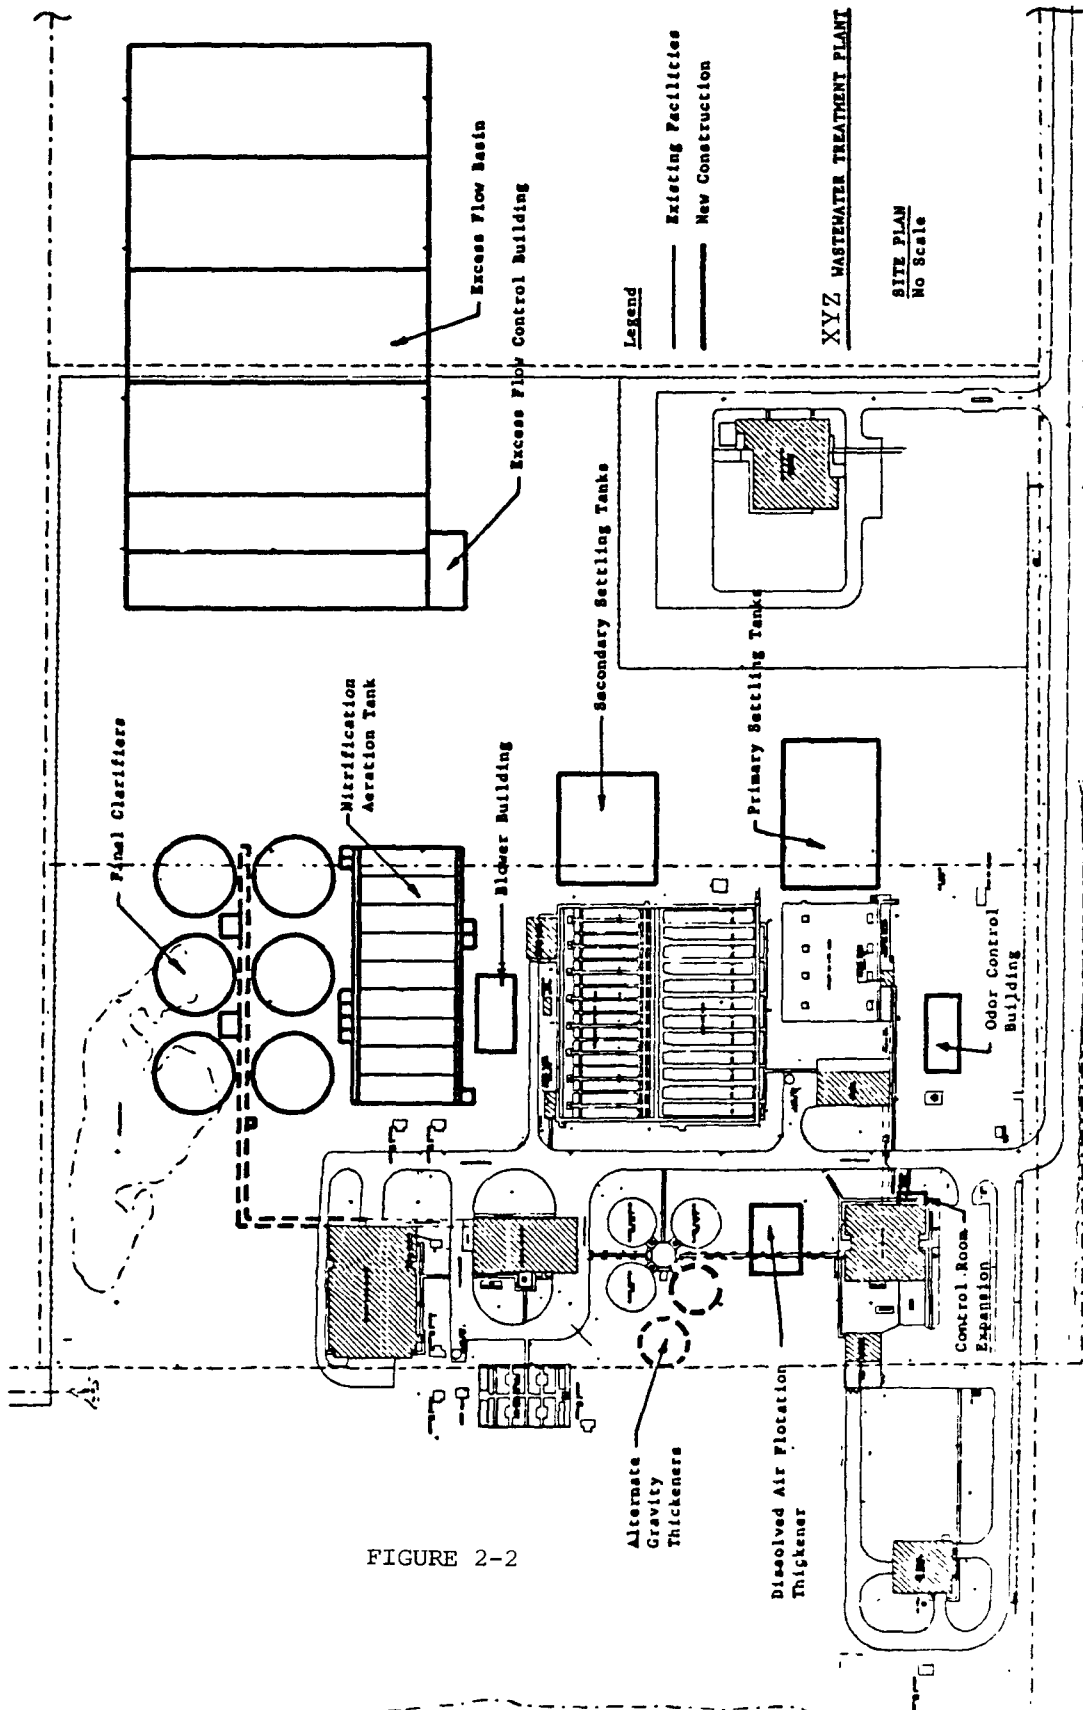 Excess Flow Basin
Excess Flow Control Building
Legend
Existing Facilities
New Construction
XYZ WASTEWATER TREATMENT PLANT
SITE PLAN
No Scale
Final Clarifiers
Nitrification
Aeration Tank
Blower Building
Secondary Settling Tanks
Primary Settling Tanks
Odor Control
Building
Control Room
Expansion
Alternate
Gravity
Thickeners
Dissolved Air Flotation
Thickener
FIGURE 2-2